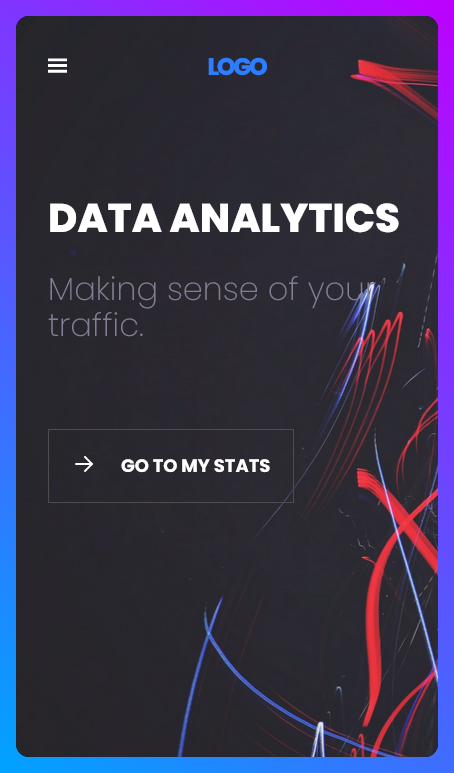 LOGO
DATA ANALYTICS
Making sense of your
traffic.
GO TO MY STATS